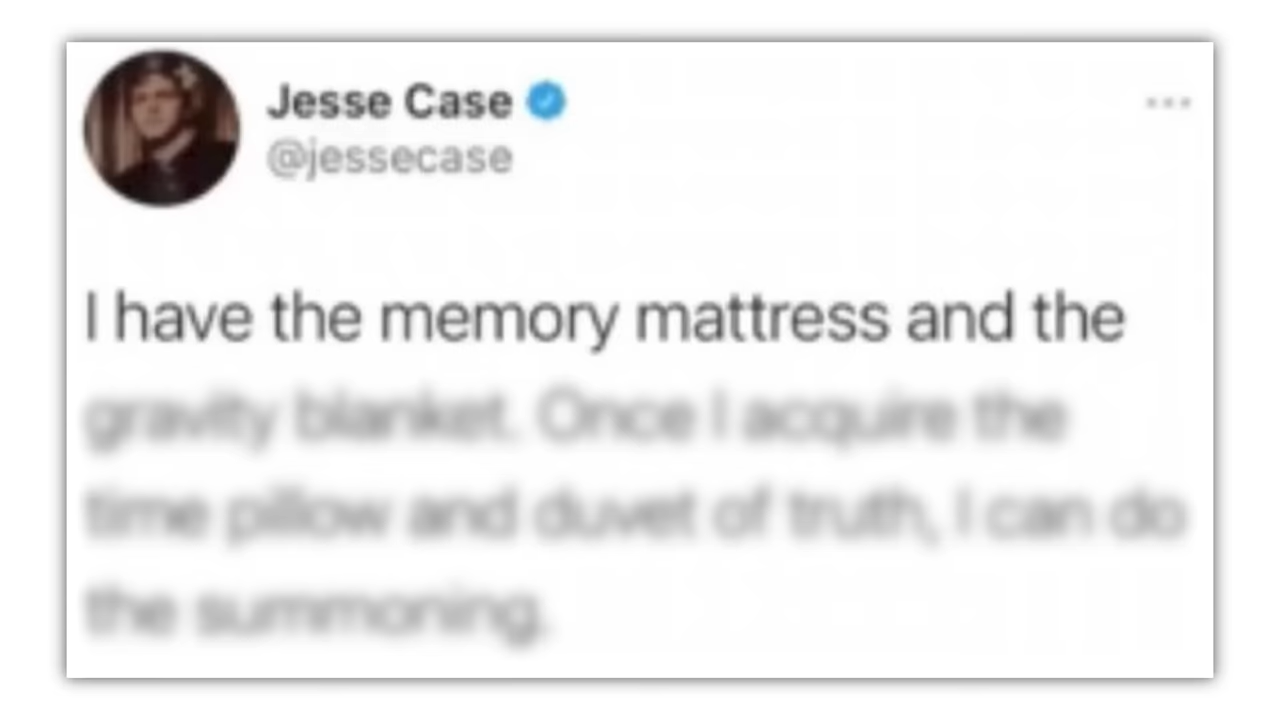 Jesse Case
@jessecase
I have the memory mattress and the
gravity blanket. Once I acquire the
time pillow and duvet of truth, I can do
the summoning.